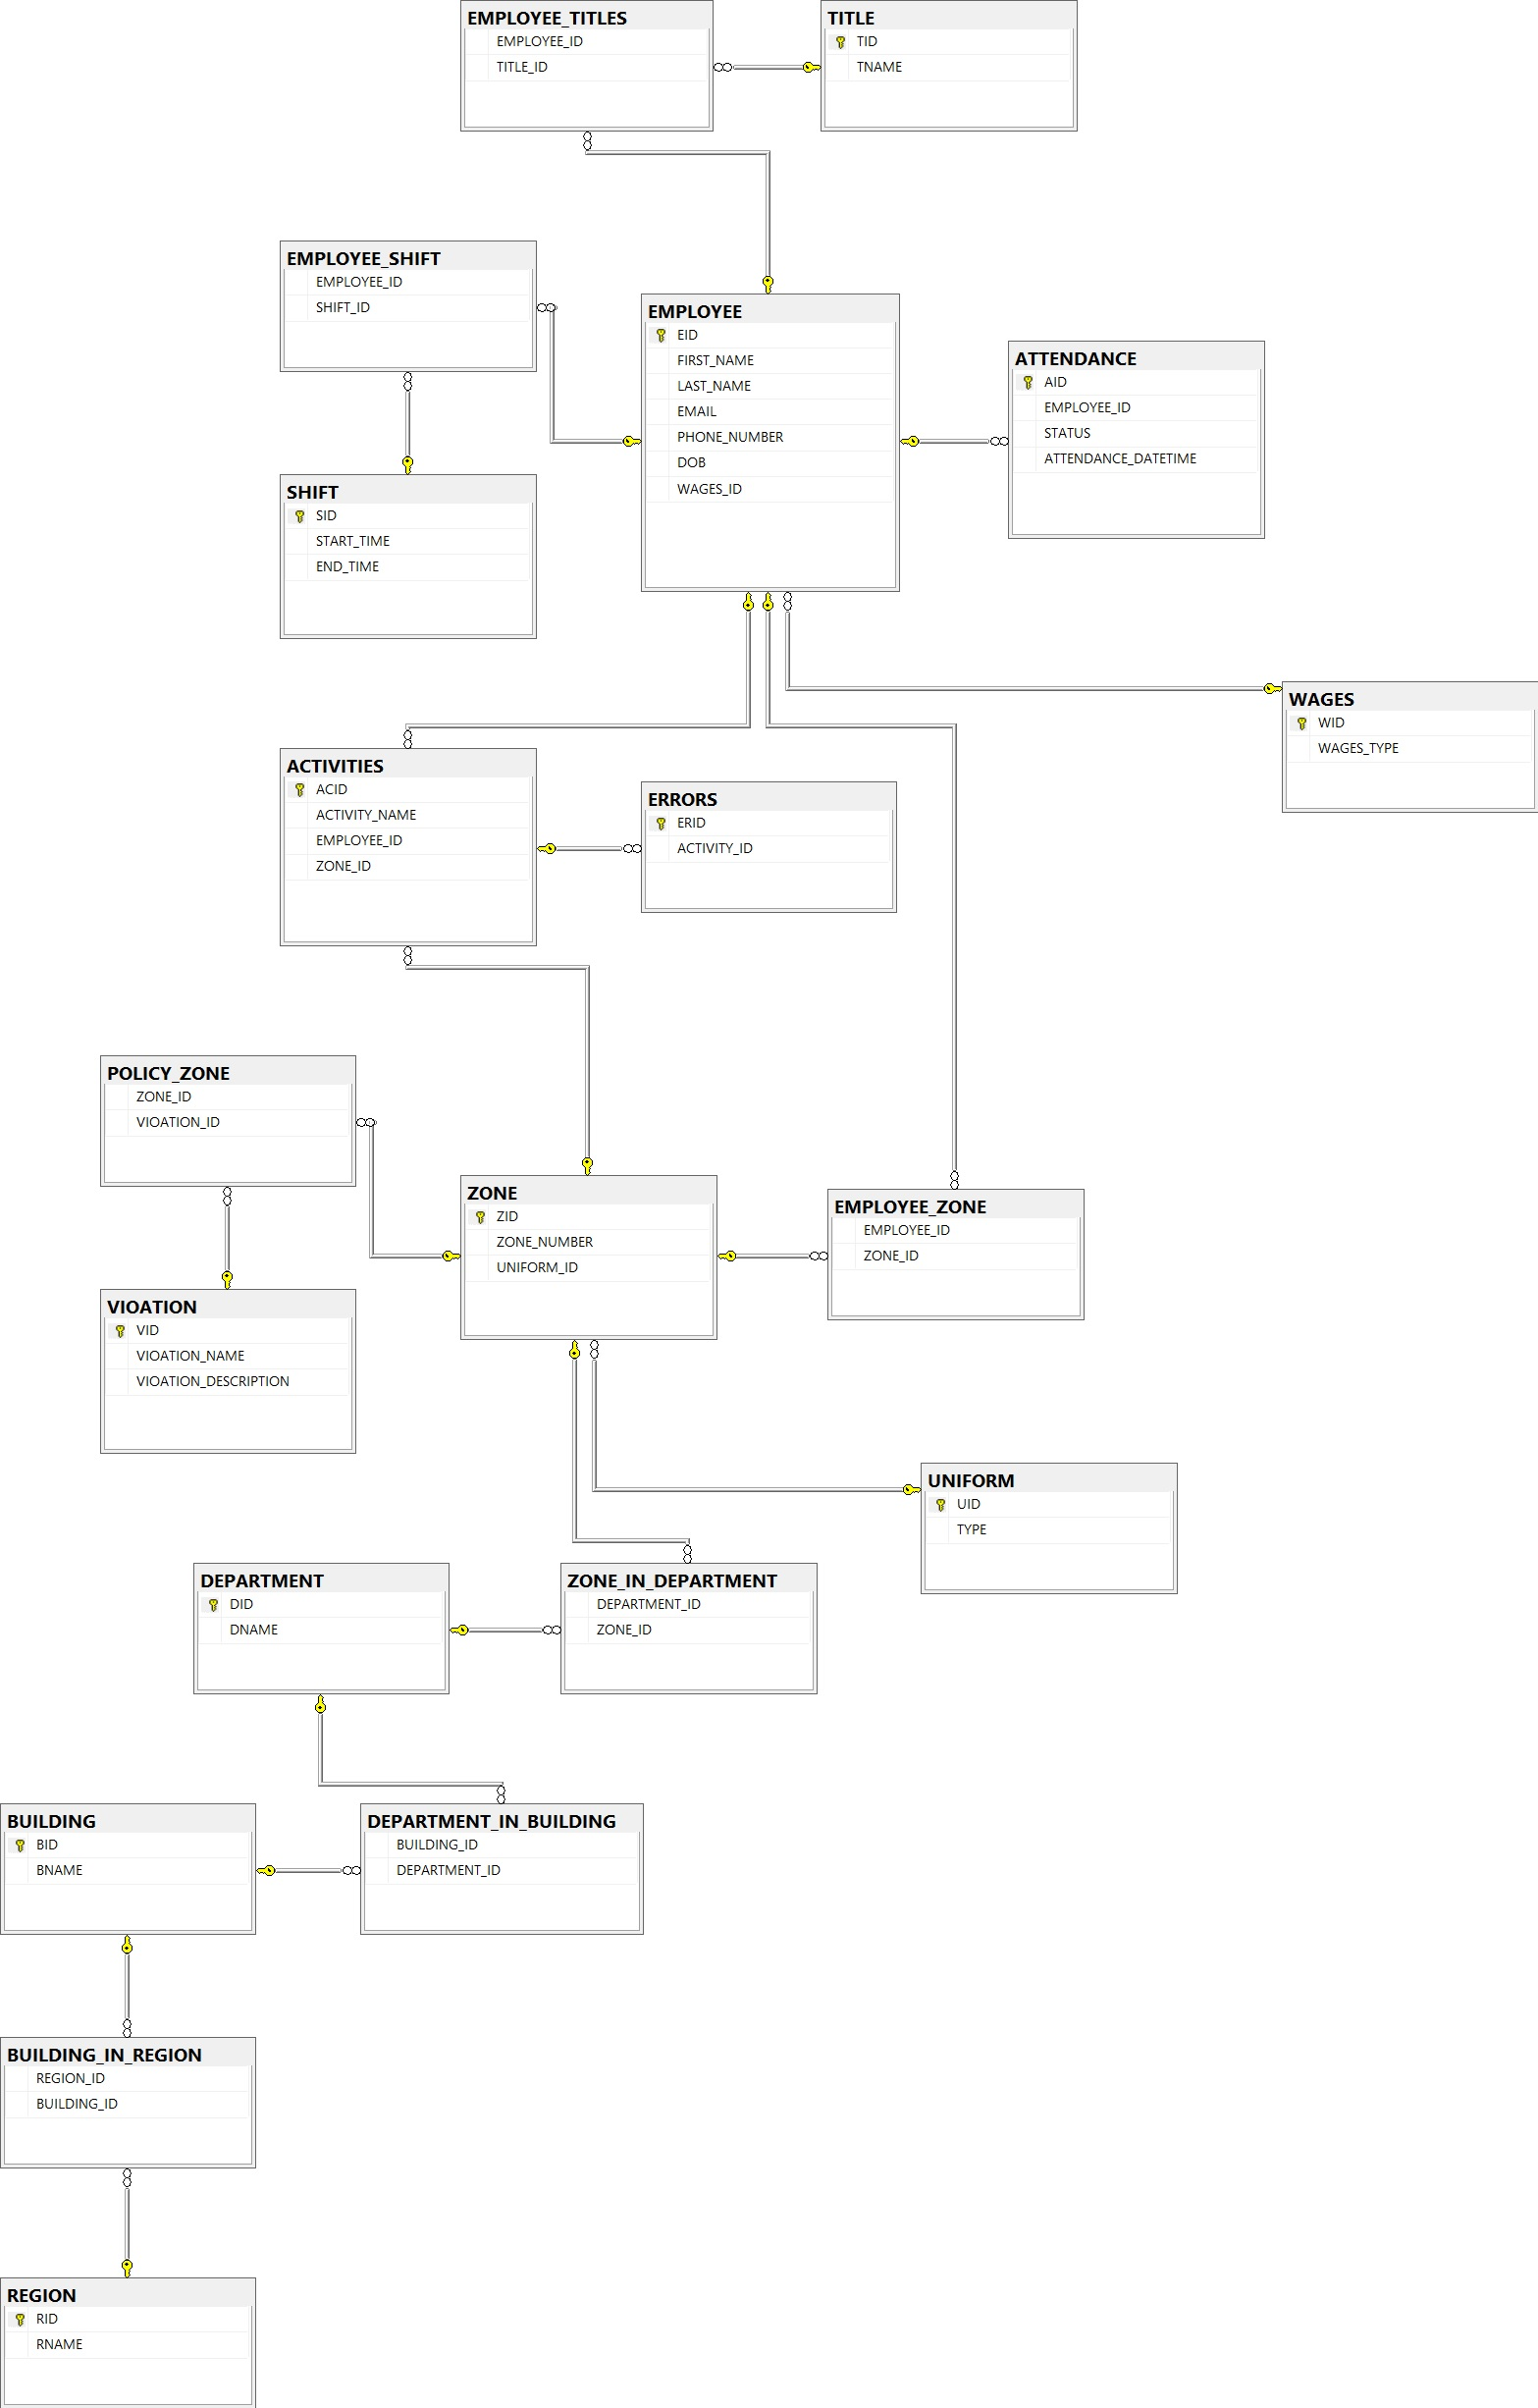 EMPLOYEE_TITLES
EMPLOYEE_ID
TITLE_ID
TITLE
TID
TNAME
EMPLOYEE_SHIFT
EMPLOYEE_ID
SHIFT_ID
EMPLOYEE
EID
FIRST_NAME
LAST_NAME
EMAIL
PHONE_NUMBER
DOB
WAGES_ID
ATTENDANCE
AID
EMPLOYEE_ID
STATUS
ATTENDANCE_DATETIME
SHIFT
SID
START_TIME
END_TIME
WAGES
WID
WAGES_TYPE
ACTIVITIES
ACID
ACTIVITY_NAME
EMPLOYEE_ID
ZONE_ID
ERRORS
ERID
ACTIVITY_ID
POLICY_ZONE
ZONE_ID
VIOATION_ID
ZONE
ZID
ZONE_NUMBER
UNIFORM_ID
EMPLOYEE_ZONE
EMPLOYEE_ID
ZONE_ID
VIOATION
VID
VIOATION_NAME
VIOATION_DESCRIPTION
UNIFORM
UID
TYPE
DEPARTMENT
DID
DNAME
ZONE_IN_DEPARTMENT
DEPARTMENT_ID
ZONE_ID
BUILDING
BID
BNAME
DEPARTMENT_IN_BUILDING
BUILDING_ID
DEPARTMENT_ID
BUILDING_IN_REGION
REGION_ID
BUILDING_ID
REGION
RID
RNAME